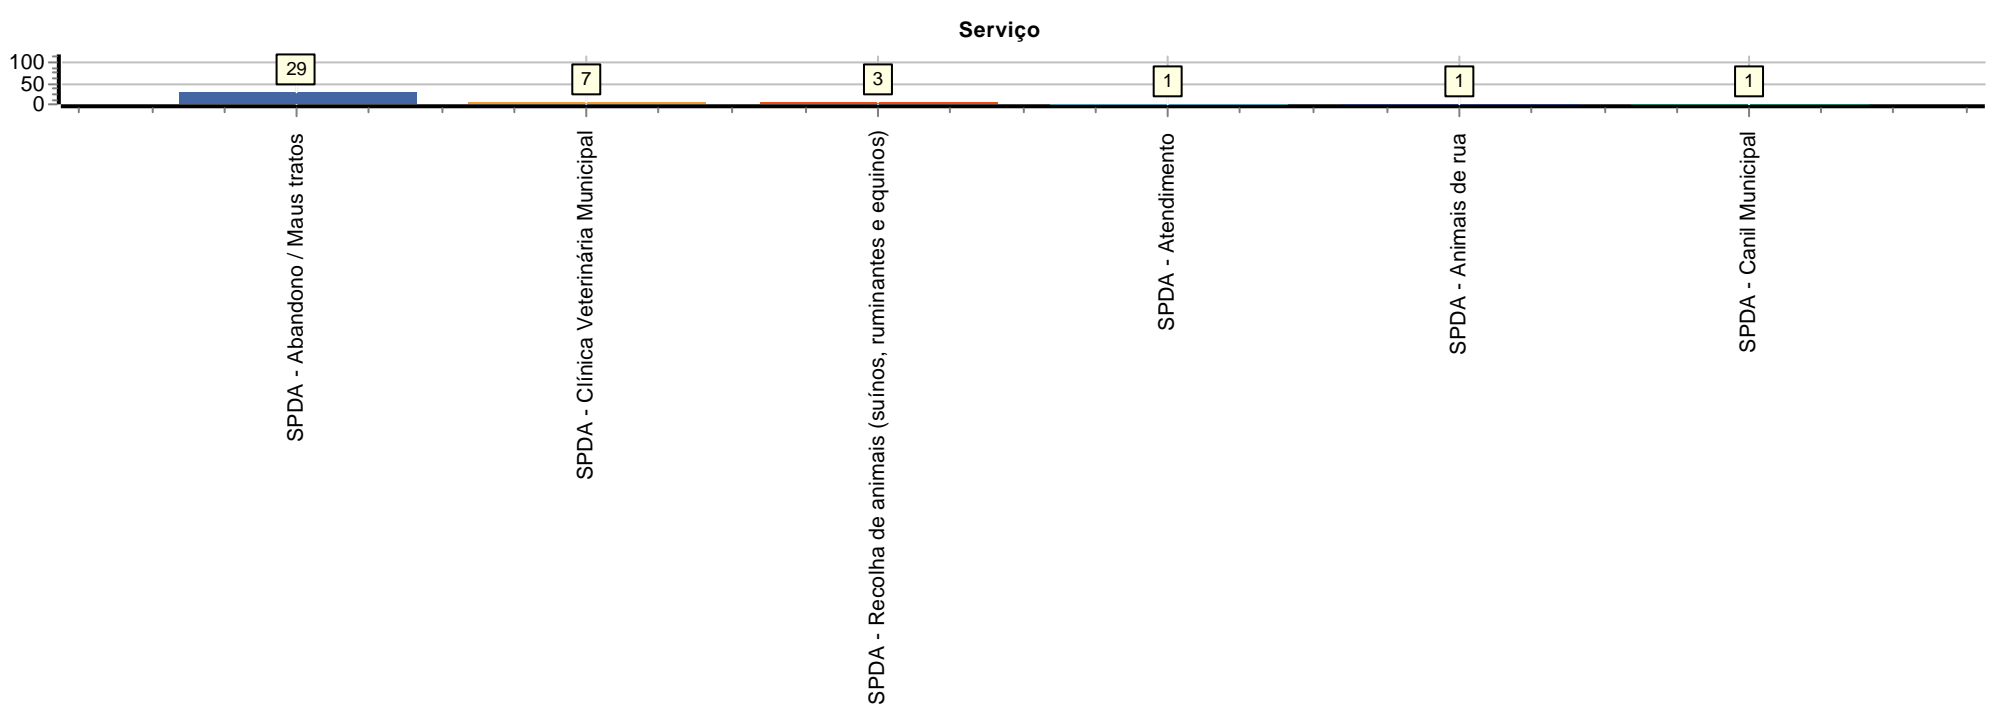 Serviço
100
50
0
29
7
3
1
1
1
SPDA - Abandono / Maus tratos
SPDA - Clínica Veterinária Municipal
SPDA - Recolha de animais (suínos, ruminantes e equinos)
SPDA - Atendimento
SPDA - Animais de rua
SPDA - Canil Municipal